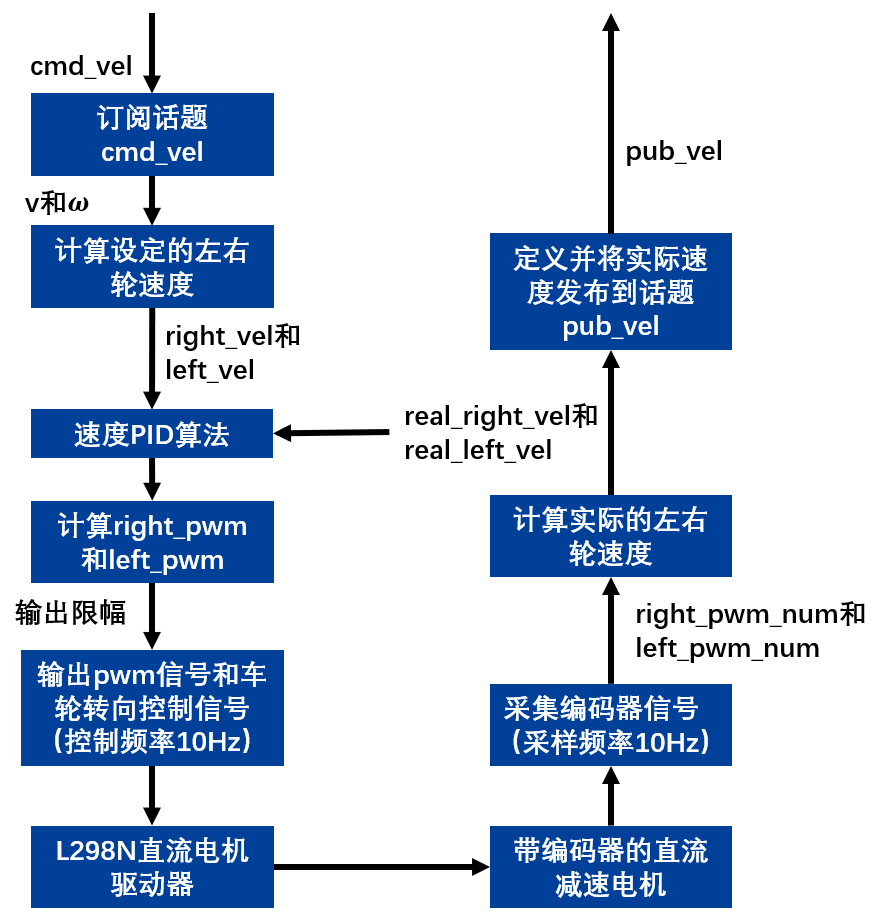 cmd_vel
订阅话题
cmd_vel
v和ω
计算设定的左右
轮速度
right_vel和
left_vel
速度PID算法
计算right_pwm
和left_pwm
输出限幅
输出pwm信号和车
轮转向控制信号
（控制频率10Hz）
L298N直流电机
驱动器
pub_vel
定义并将实际速
度发布到话题
pub_vel
real_right_vel和
real_left_vel
计算实际的左右
轮速度
right_pwm_num和
left_pwm_num
采集编码器信号
（采样频率10Hz）
带编码器的直流
减速电机